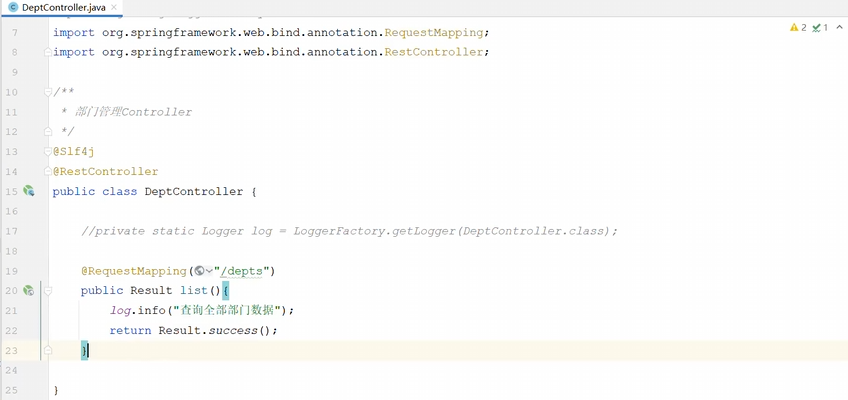 DeptController.java
7 import org.springframework.web.bind.annotation.RequestMapping;
2 1
8 import org.springframework.web.bind.annotation.RestController;
9
10 /**
11 * 部门管理Controller
12 */
13 @Slf4j
14 @RestController
15 public class DeptController {
16
17 //private static Logger log = LoggerFactory.getLogger(DeptController.class);
18
19 @RequestMapping("/depts")
20 public Result list(){
21 log.info("查询全部部门数据");
22 return Result.success();
23 }
24
25 }